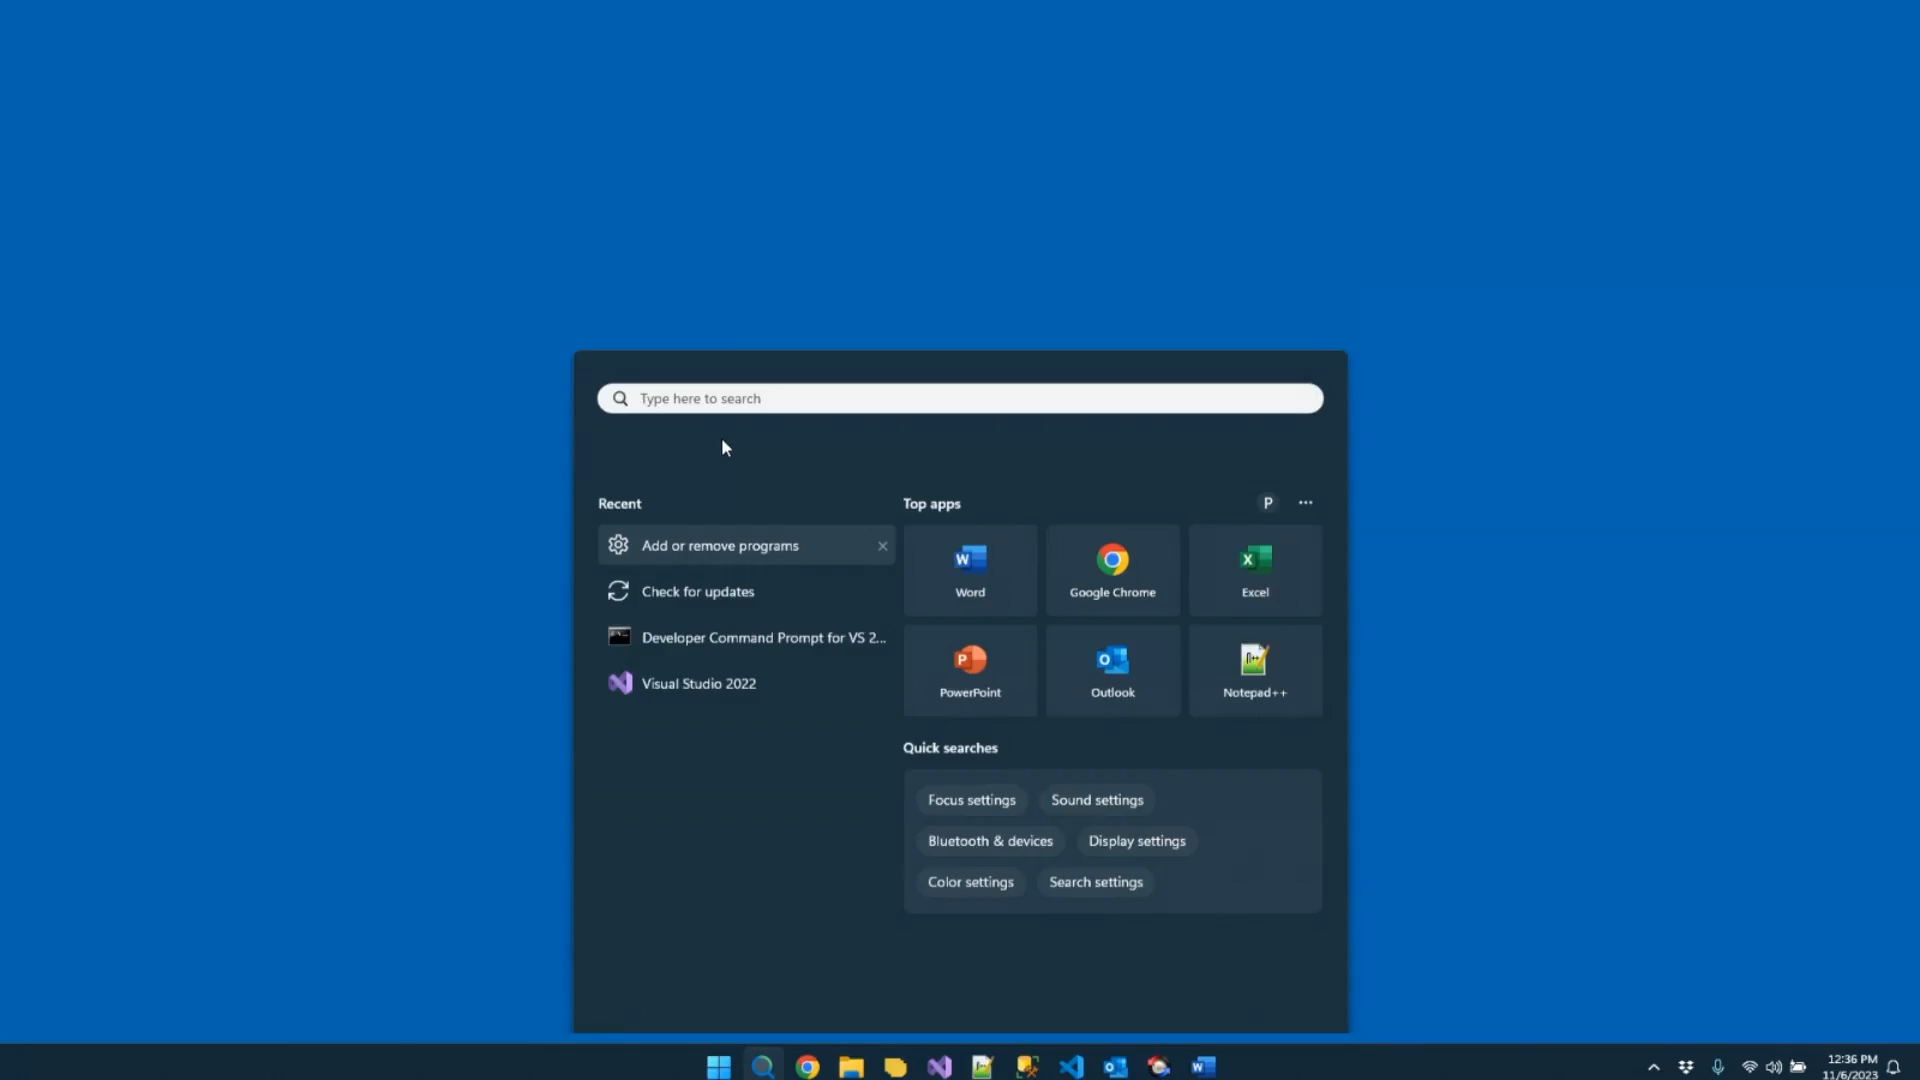 Type here to search
Recent
Add or remove programs
Check for updates
Developer Command Prompt for VS 2...
Visual Studio 2022
Top apps
P
Word
Google Chrome
Excel
PowerPoint
Outlook
Notepad++
Quick searches
Focus settings
Sound settings
Bluetooth & devices
Display settings
Color settings
Search settings
12:36 PM
11/6/2023